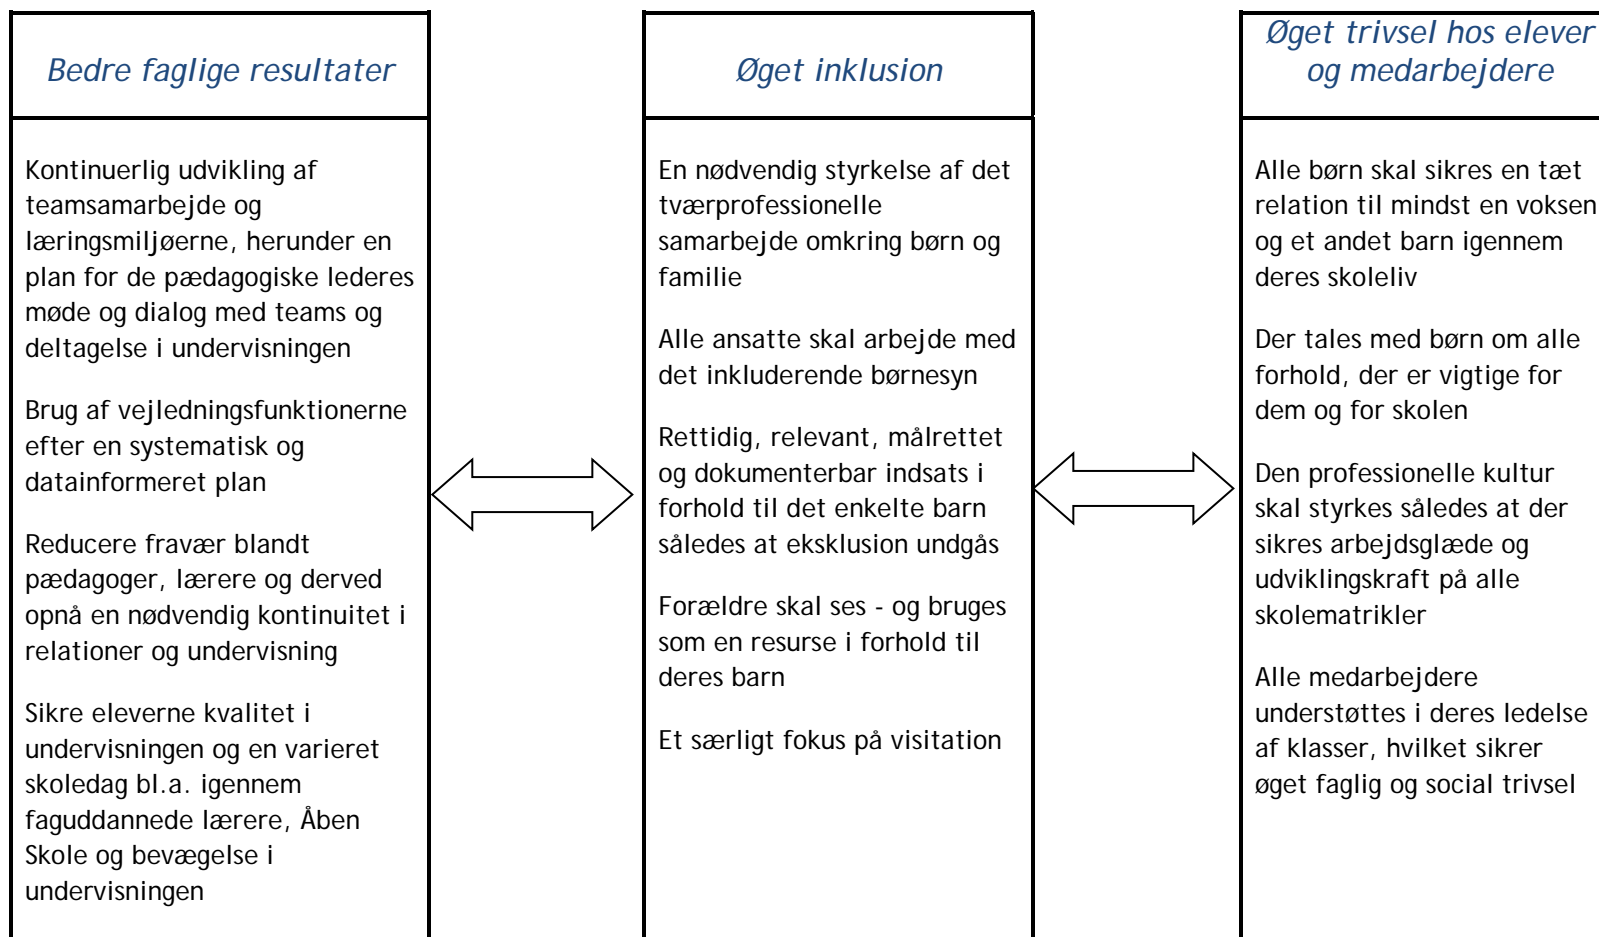 Bedre faglige resultater
Kontinuerlig udvikling af
teamsamarbejde og
læringsmiljøerne, herunder en
plan for de pædagogiske lederes
møde og dialog med teams og
deltagelse i undervisningen
Brug af vejledningsfunktionerne
efter en systematisk og
datainformeret plan
Reducere fravær blandt
pædagoger, lærere og derved
opnå en nødvendig kontinuitet i
relationer og undervisning
Sikre eleverne kvalitet i
undervisningen og en varieret
skoledag bl.a. igennem
faguddannede lærere, Åben
Skole og bevægelse i
undervisningen
Øget inklusion
En nødvendig styrkelse af det
tværprofessionelle
samarbejde omkring børn og
familie
Alle ansatte skal arbejde med
det inkluderende børnesyn
Rettidig, relevant, målrettet
og dokumenterbar indsats i
forhold til det enkelte barn
således at eksklusion undgås
Forældre skal ses - og bruges
som en resurse i forhold til
deres barn
Et særligt fokus på visitation
Øget trivsel hos elever
og medarbejdere
Alle børn skal sikres en tæt
relation til mindst en voksen
og et andet barn igennem
deres skoleliv
Der tales med børn om alle
forhold, der er vigtige for
dem og for skolen
Den professionelle kultur
skal styrkes således at der
sikres arbejdsglæde og
udviklingskraft på alle
skolematrikler
Alle medarbejdere
understøttes i deres ledelse
af klasser, hvilket sikrer
øget faglig og social trivsel